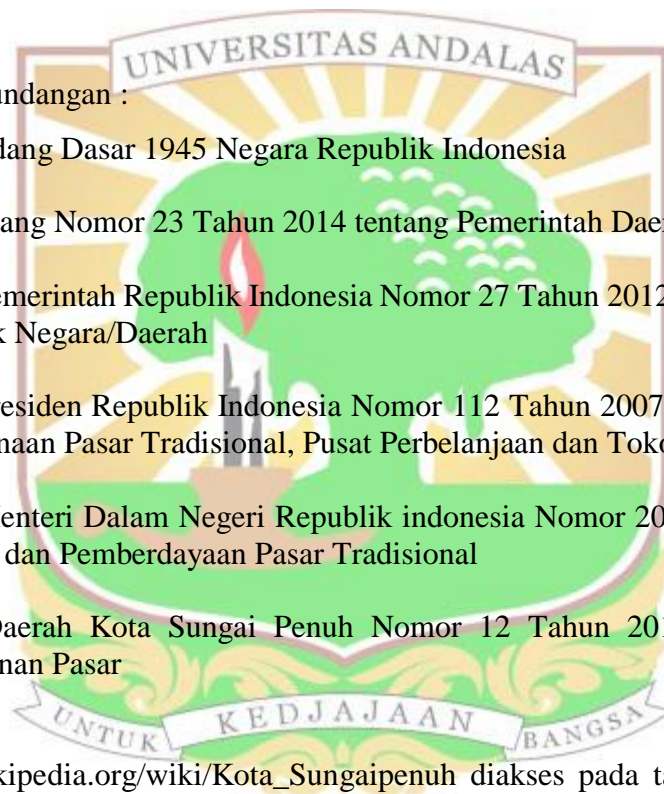 UNIVERSITAS ANDALAS
undangan :
dang Dasar 1945 Negara Republik Indonesia
ang Nomor 23 Tahun 2014 tentang Pemerintah Daer
emerintah Republik Indonesia Nomor 27 Tahun 2012
k Negara/Daerah
residen Republik Indonesia Nomor 112 Tahun 2007
naan Pasar Tradisional, Pusat Perbelanjaan dan Toko
enteri Dalam Negeri Republik indonesia Nomor 20
dan Pemberdayaan Pasar Tradisional
Daerah Kota Sungai Penuh Nomor 12 Tahun 201
nan Pasar
UNTUK KEDJAJAAN BANGSA
kipedia.org/wiki/Kota_Sungaipenuh diakses pada ta